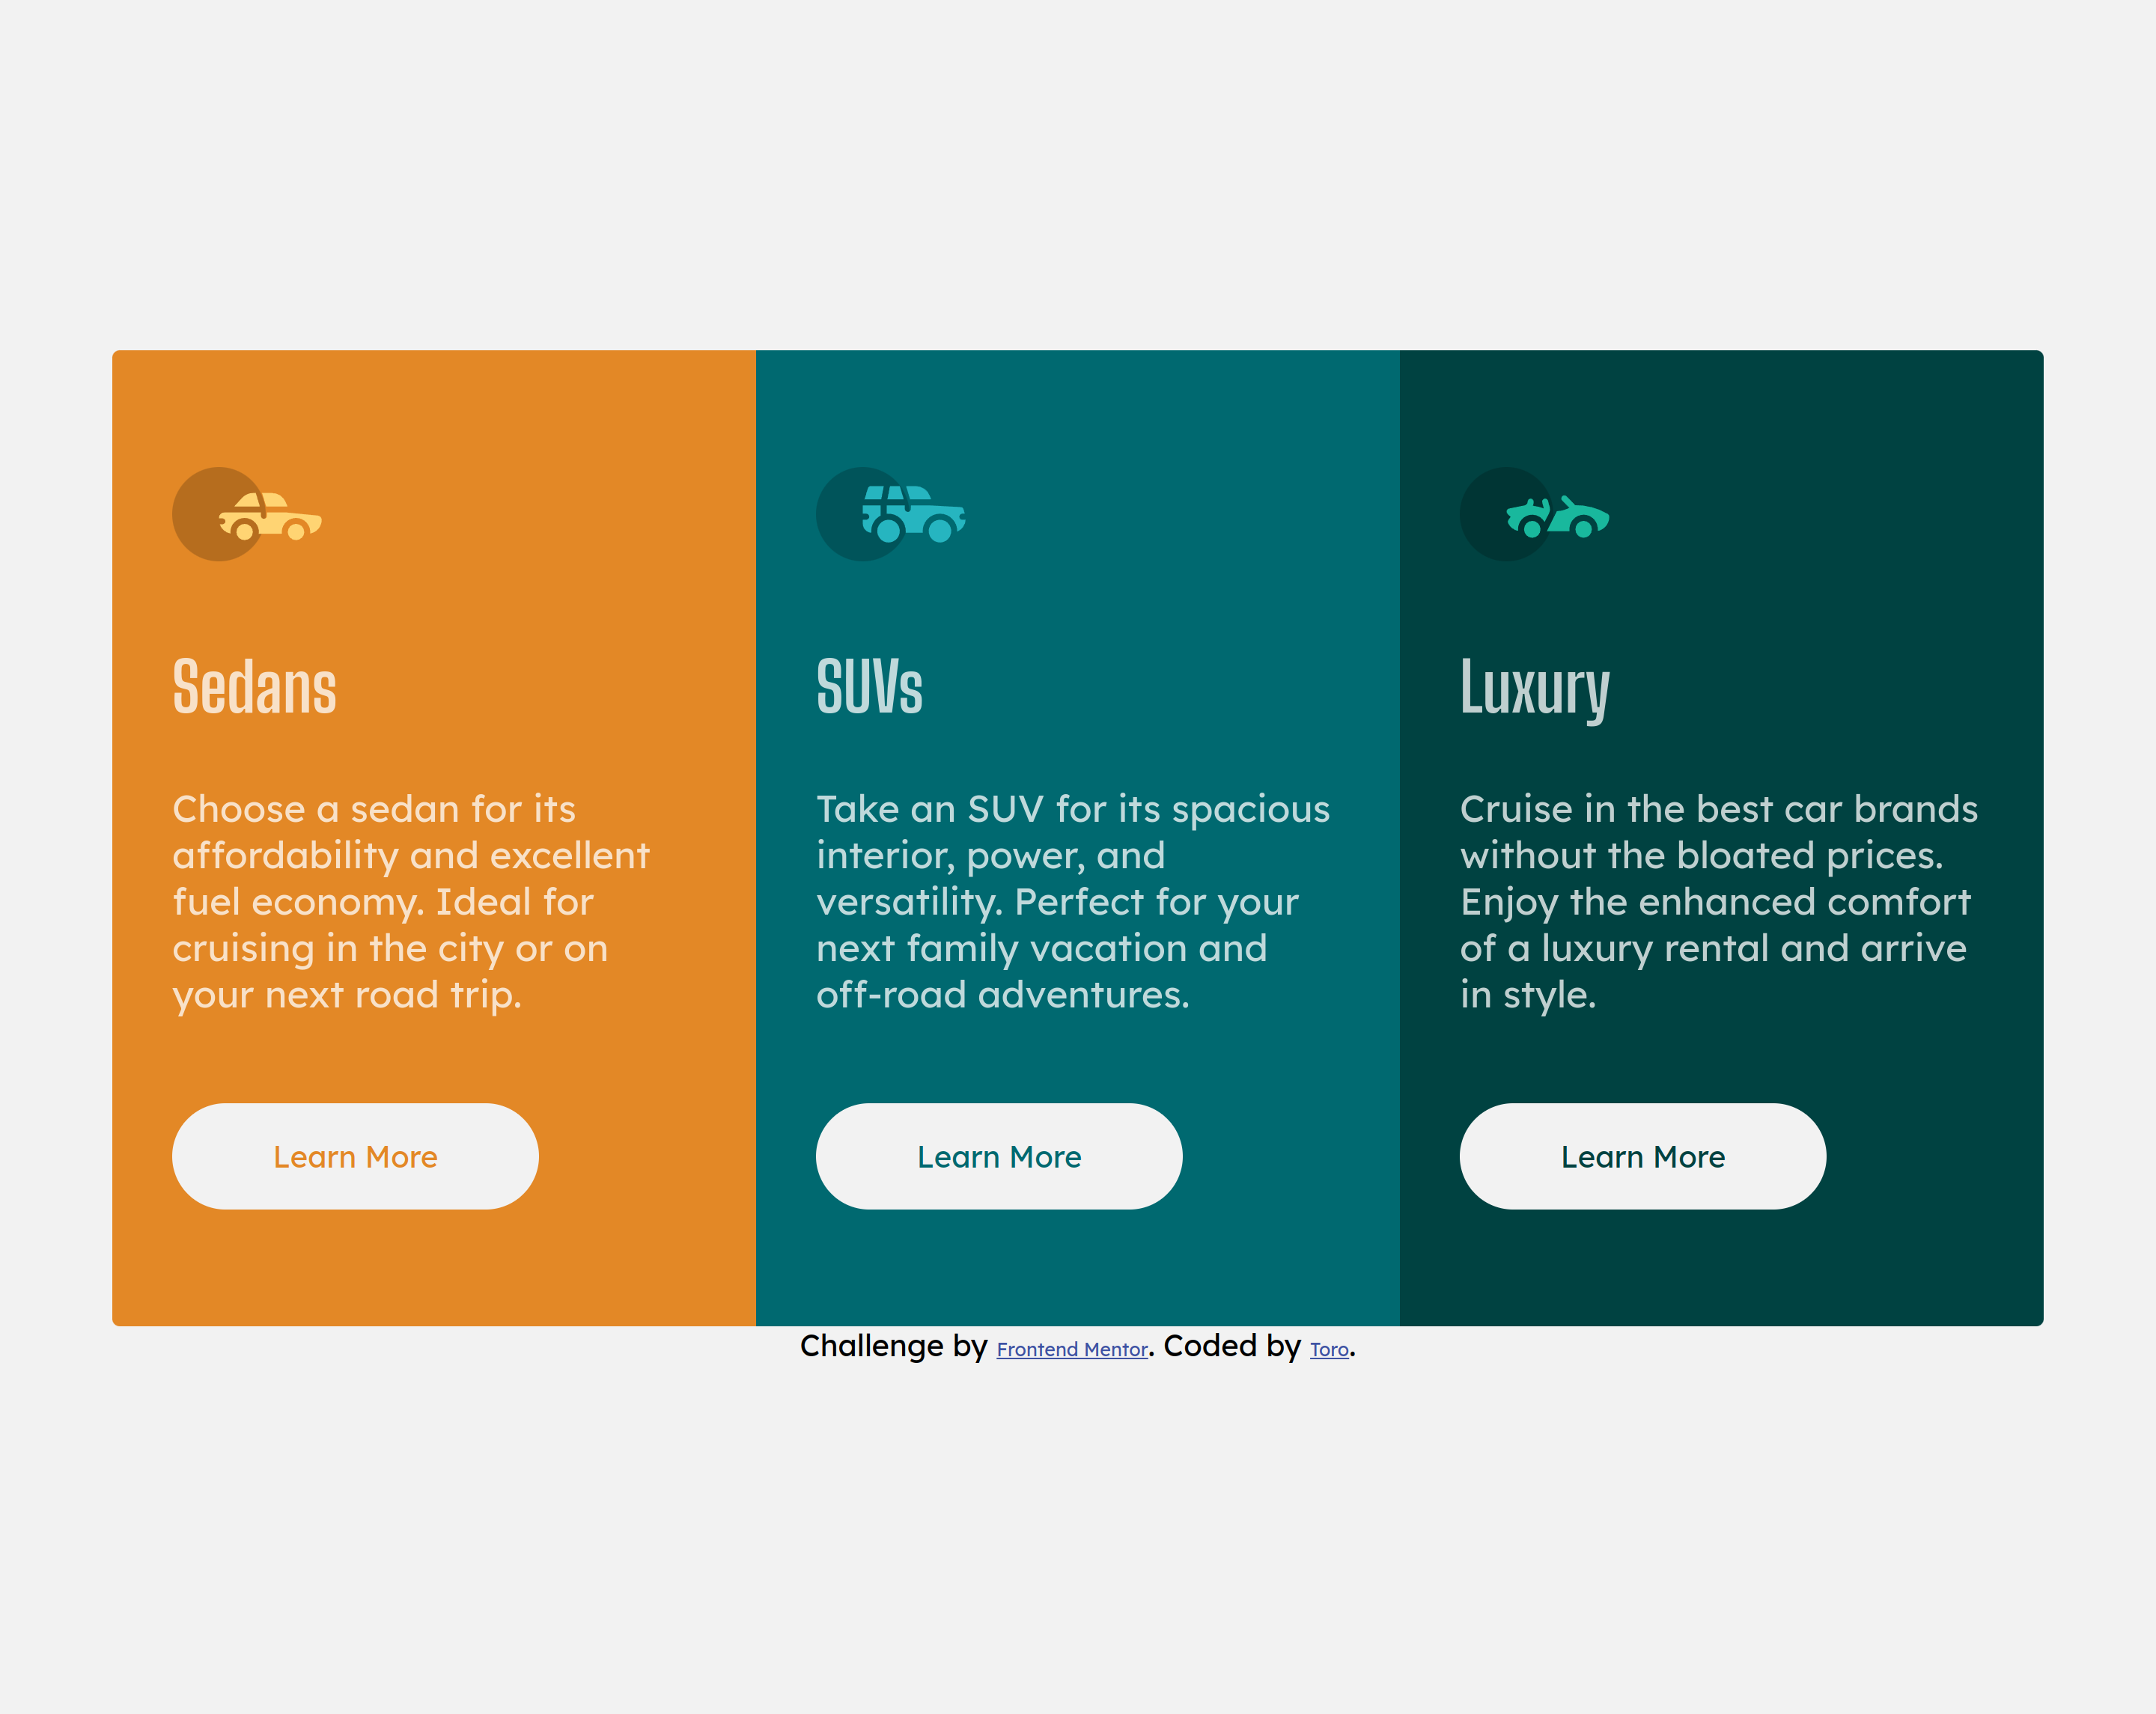 Sedans
Choose a sedan for its
affordability and excellent
fuel economy. Ideal for
cruising in the city or on
your next road trip.
Learn More
SUVs
Take an SUV for its spacious
interior, power, and
versatility. Perfect for your
next family vacation and
off-road adventures.
Learn More
Luxury
Cruise in the best car brands
without the bloated prices.
Enjoy the enhanced comfort
of a luxury rental and arrive
in style.
Learn More
Challenge by Frontend Mentor. Coded by Toro.